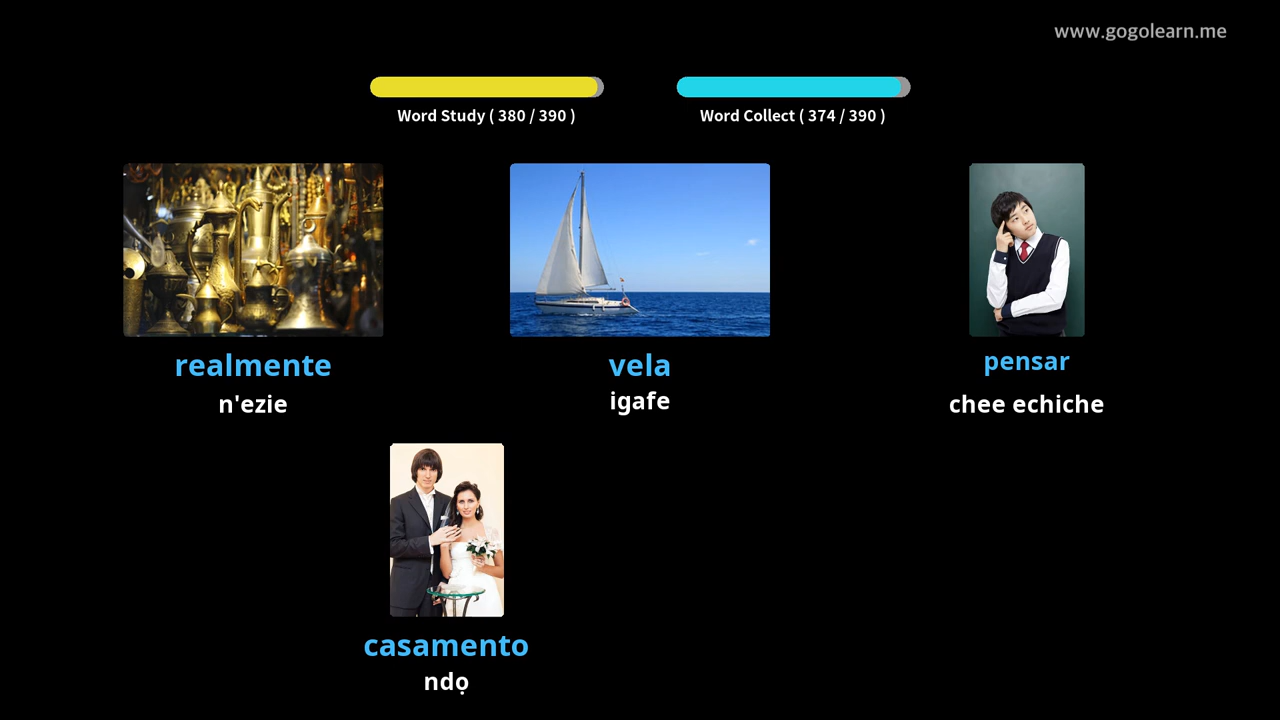 www.gogolearn.me
Word Study ( 380 / 390 )
Word Collect ( 374 / 390 )
realmente
n'ezie
vela
igafe
pensar
chee echiche
casamento
ndọ